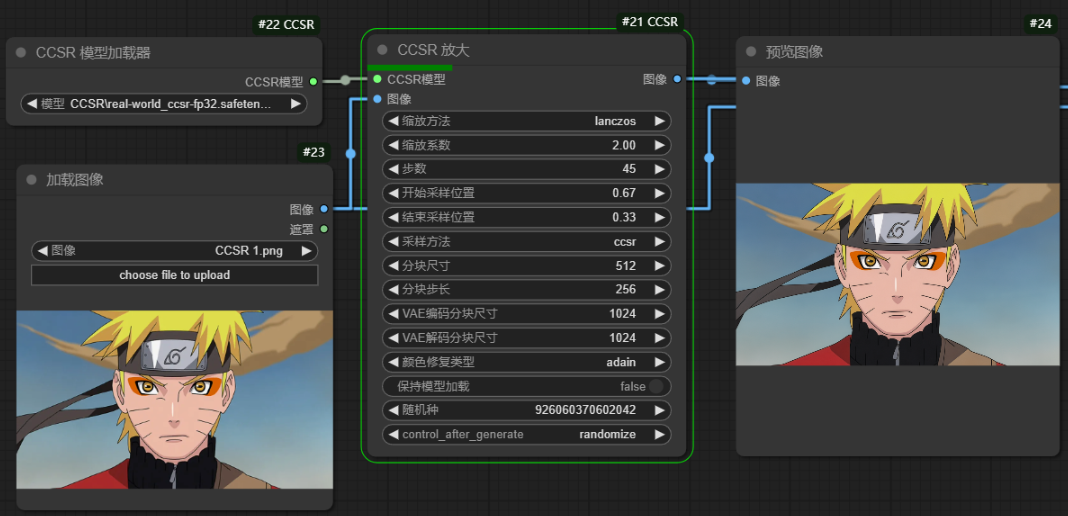 #22 CCSR
CCSR 模型加载器
CCSR模型
模型 CCSR\real-world_ccsr-fp32.safeten...
#23
加载图像
图像
遮罩
图像 CCSR 1.png
choose file to upload
#21 CCSR
CCSR 放大
CCSR模型 图像
图像
缩放方法 lanczos
缩放系数 2.00
步数 45
开始采样位置 0.67
结束采样位置 0.33
采样方法 ccsr
分块尺寸 512
分块步长 256
VAE编码分块尺寸 1024
VAE解码分块尺寸 1024
颜色修复类型 adain
保持模型加载 false
随机种 926060370602042
control_after_generate randomize
#24
预览图像
图像